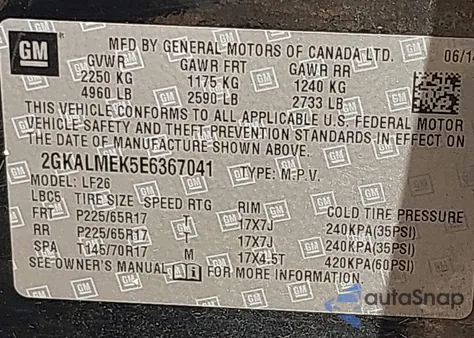 GM
MFD BY GENERAL MOTORS OF CANADA LTD. 06/14
GVWR GAWR FRT GAWR RR
2250 KG 1175 KG 1240 KG
4960 LB 2590 LB 2733 LB
THIS VEHICLE CONFORMS TO ALL APPLICABLE U.S. FEDERAL MOTOR
VEHICLE SAFETY AND THEFT PREVENTION STANDARDS IN EFFECT ON
THE DATE OF MANUFACTURE SHOWN ABOVE.
2GKALMEK5E6367041 TYPE: M.P.V.
MODEL: LF26
LBC5 TIRE SIZE SPEED RTG RIM COLD TIRE PRESSURE
FRT P225/65R17 T 17X7J 240KPA(35PSI)
RR P225/65R17 T 17X7J 240KPA(35PSI)
SPA T145/70R17 M 17X4.5T 420KPA(60PSI)
SEE OWNER'S MANUAL FOR MORE INFORMATION.
autoSnap